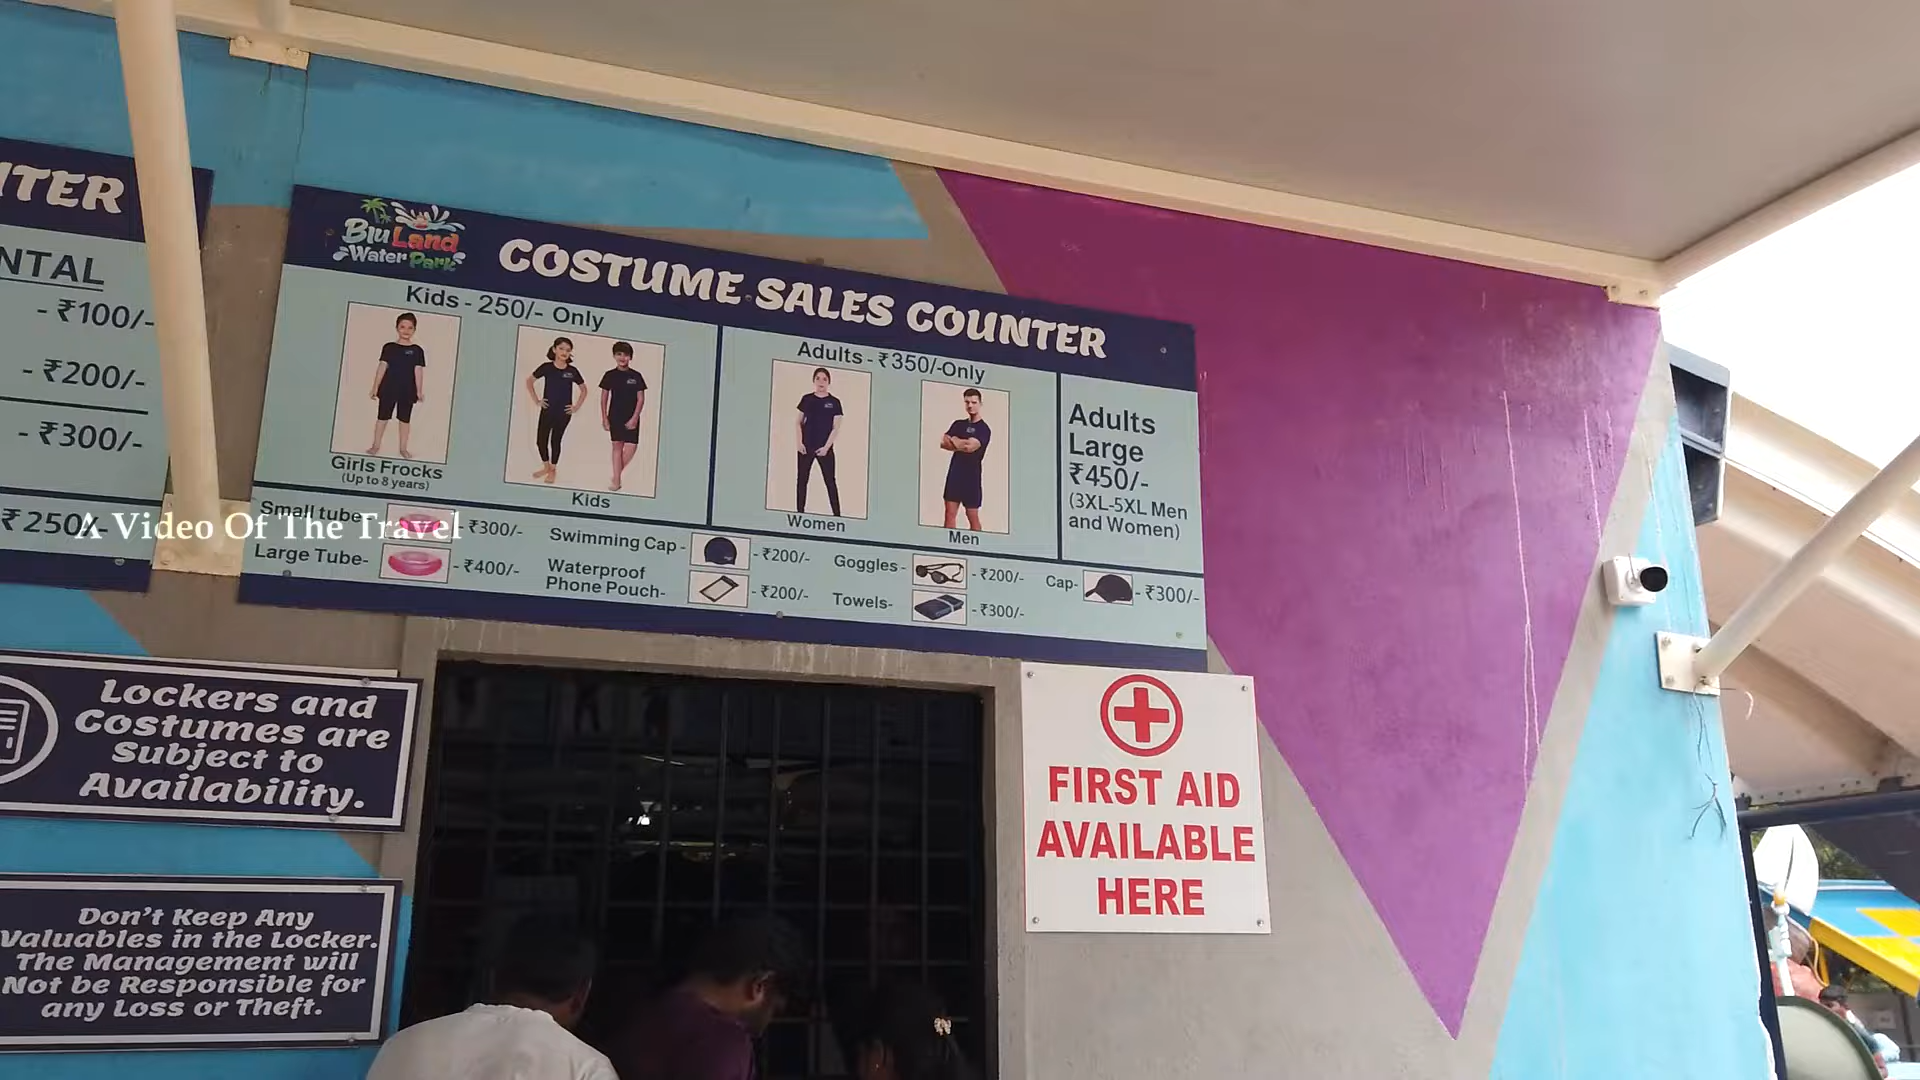 NTAL
- ₹100/-
- ₹200/-
- ₹300/-
₹250/-
Blu Land
Water Park
COSTUME SALES COUNTER
Kids - 250/- Only
Girls Frocks
(Up to 8 years)
Kids
Adults - ₹350/-Only
Women
Men
Adults
Large
₹450/-
(3XL-5XL Men
and Women)
Small tube - ₹300/-
Large Tube- - ₹400/-
Swimming Cap - - ₹200/-
Waterproof
Phone Pouch- - ₹200/-
Goggles - - ₹200/-
Towels- - ₹300/-
Cap- - ₹300/-
A Video Of The Travel
Lockers and
Costumes are
Subject to
Availability.
Don't Keep Any
Valuables in the Locker.
The Management will
Not be Responsible for
any Loss or Theft.
FIRST AID
AVAILABLE
HERE